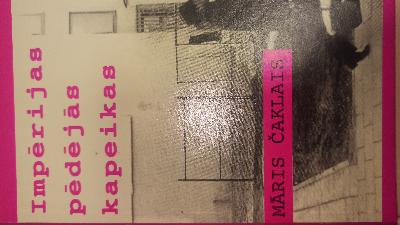 Impērijas
pēdējās
kapeikas
MĀRIS ČAKLAIS